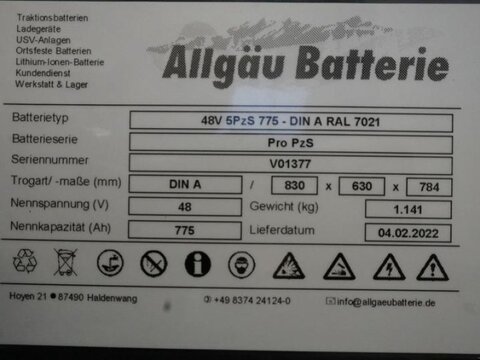 Traktionsbatterien
Ladegeräte
USV-Anlagen
Ortsfeste Batterien
Lithium-Ionen-Batterie
Kundendienst
Werkstatt & Lager
Allgäu Batterie
Batterietyp 48V 5PzS 775 - DIN A RAL 7021
Batterieserie Pro PzS
Seriennummer V01377
Trogart/ -maße (mm) DIN A / 830 x 630 x 784
Nennspannung (V) 48 Gewicht (kg) 1.141
Nennkapazität (Ah) 775 Lieferdatum 04.02.2022
Hoyen 21 ● 87490 Haldenwang ✆ +49 8374 24124-0 info@allgaeubatterie.de